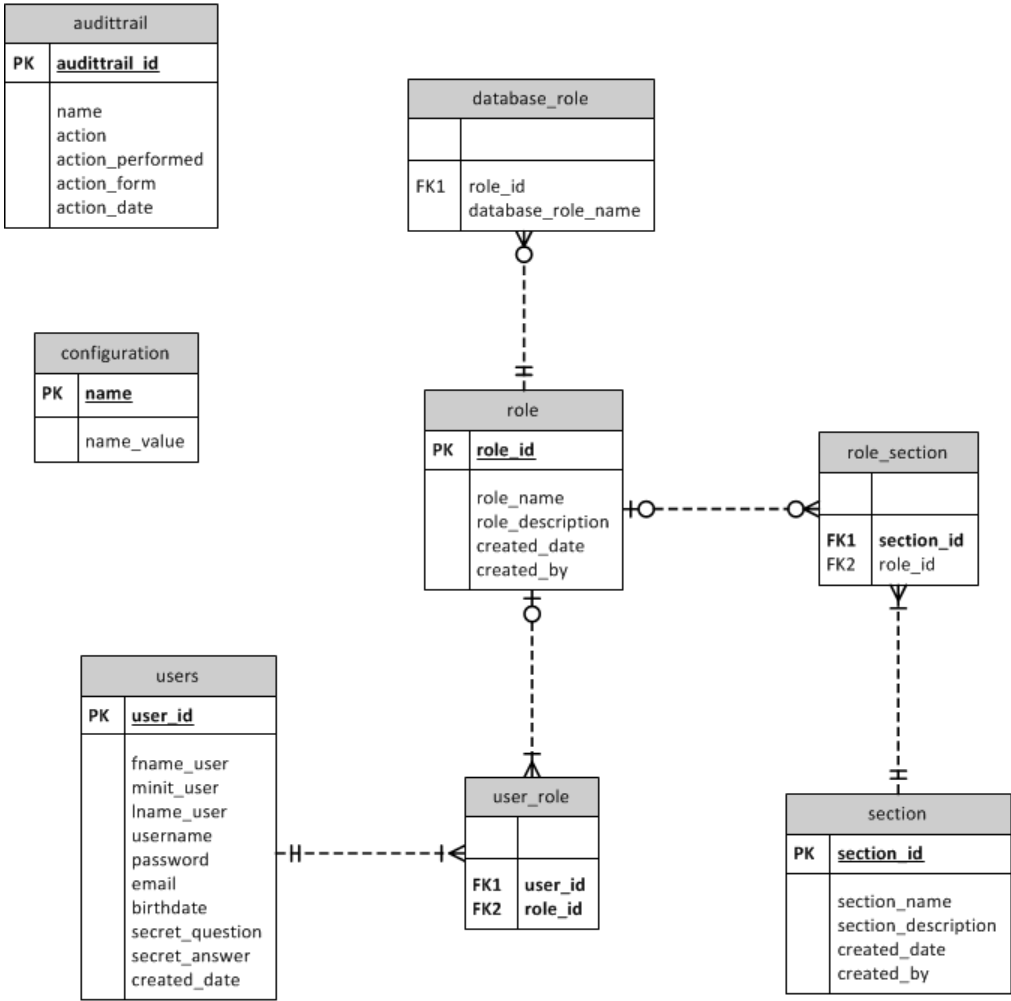 audittrail
PK audittrail_id
name
action
action_performed
action_form
action_date
database_role
FK1 role_id
database_role_name
configuration
PK name
name_value
role
PK role_id
role_name
role_description
created_date
created_by
role_section
FK1 section_id
FK2 role_id
users
PK user_id
fname_user
minit_user
lname_user
username
password
email
birthdate
secret_question
secret_answer
created_date
user_role
FK1 user_id
FK2 role_id
section
PK section_id
section_name
section_description
created_date
created_by